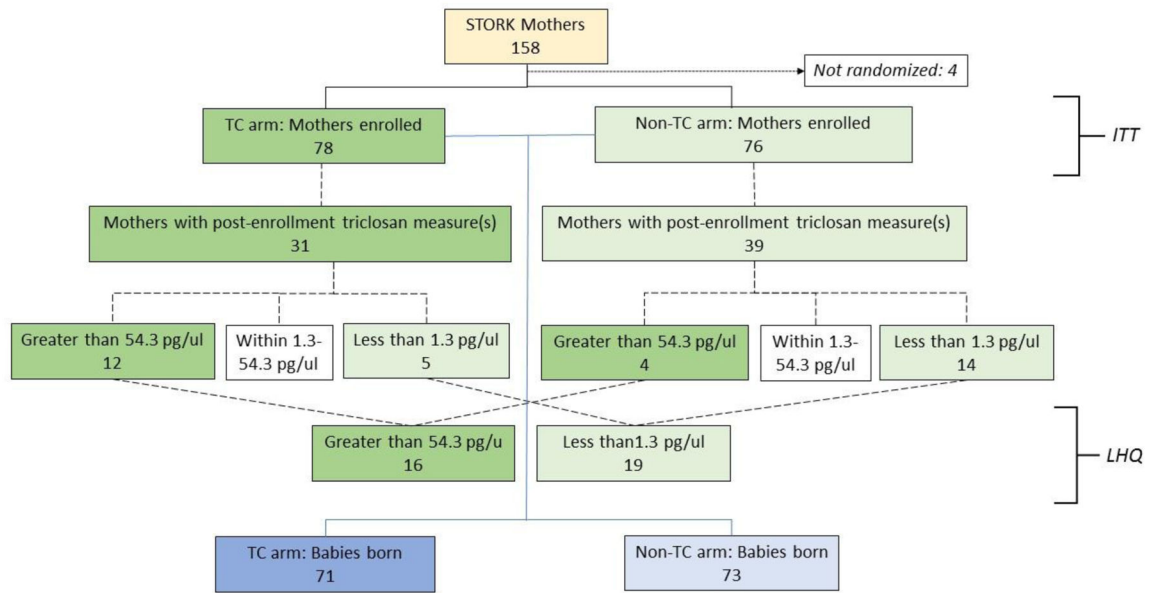 STORK Mothers
158
Not randomized: 4
TC arm: Mothers enrolled
78
Non-TC arm: Mothers enrolled
76
ITT
Mothers with post-enrollment triclosan measure(s)
31
Mothers with post-enrollment triclosan measure(s)
39
Greater than 54.3 pg/ul
12
Within 1.3-
54.3 pg/ul
Less than 1.3 pg/ul
5
Greater than 54.3 pg/ul
4
Within 1.3-
54.3 pg/ul
Less than 1.3 pg/ul
14
Greater than 54.3 pg/u
16
Less than1.3 pg/ul
19
LHQ
TC arm: Babies born
71
Non-TC arm: Babies born
73